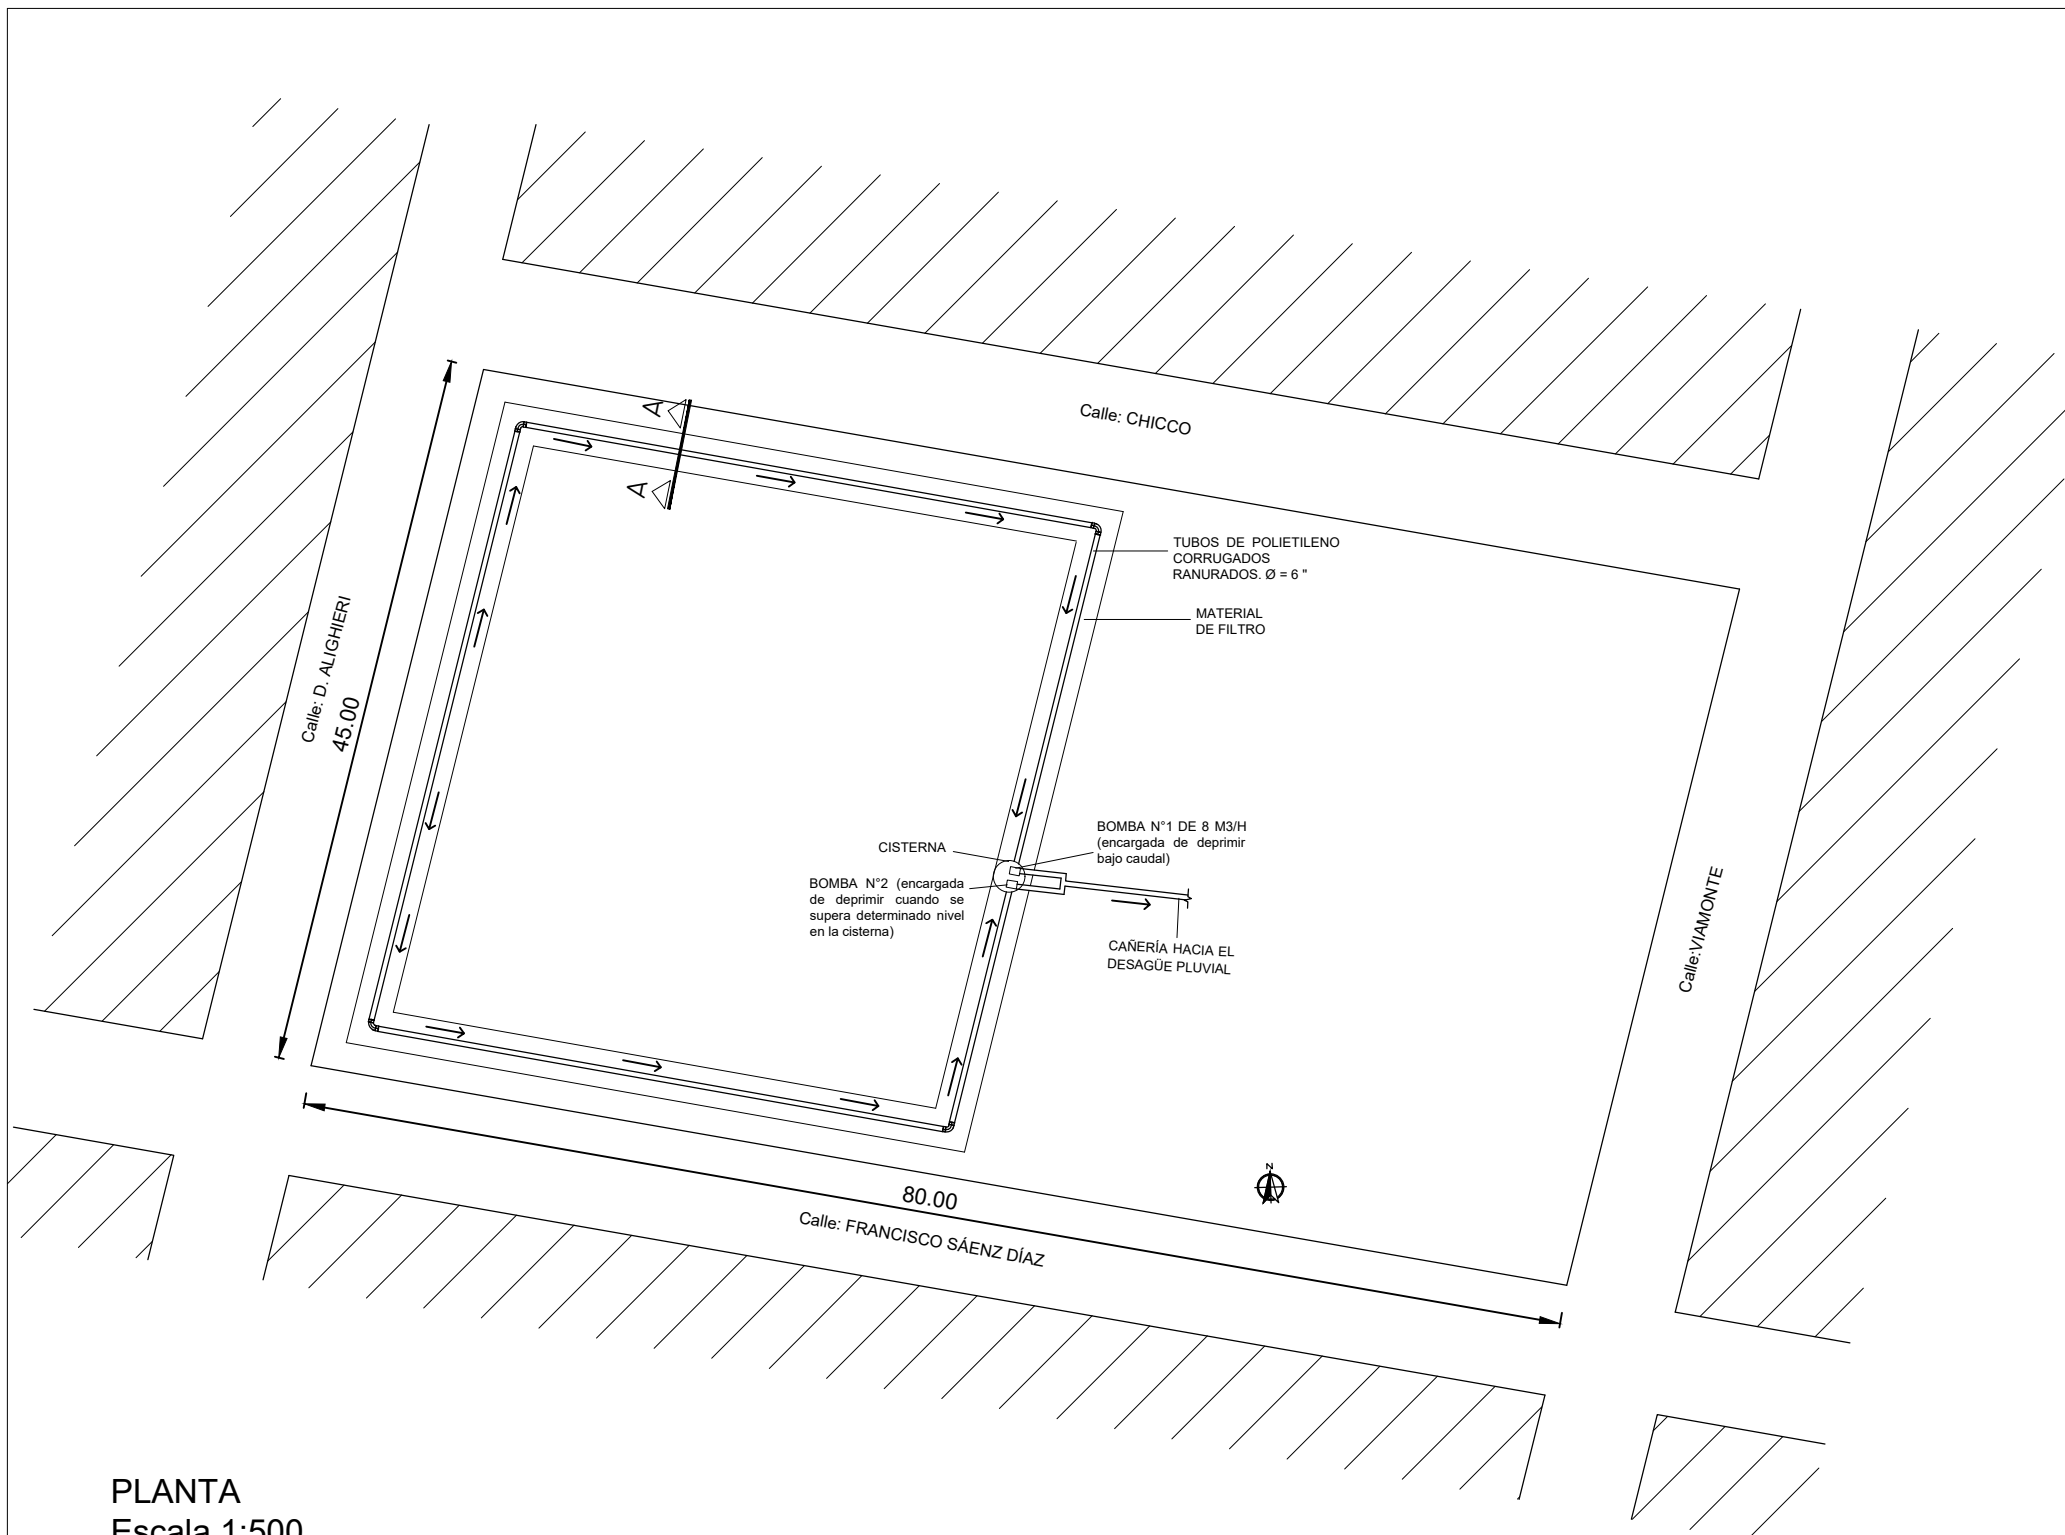 Calle: CHICCO
A
A
TUBOS DE POLIETILENO
CORRUGADOS
RANURADOS. Ø = 6 "
MATERIAL
DE FILTRO
Calle: D. ALIGHIERI
45.00
CISTERNA
BOMBA N°1 DE 8 M3/H
(encargada de deprimir
bajo caudal)
BOMBA N°2 (encargada
de deprimir cuando se
supera determinado nivel
en la cisterna)
CAÑERÍA HACIA EL
DESAGÜE PLUVIAL
Calle:VIAMONTE
N
80.00
Calle: FRANCISCO SÁENZ DÍAZ
PLANTA
Escala 1:500